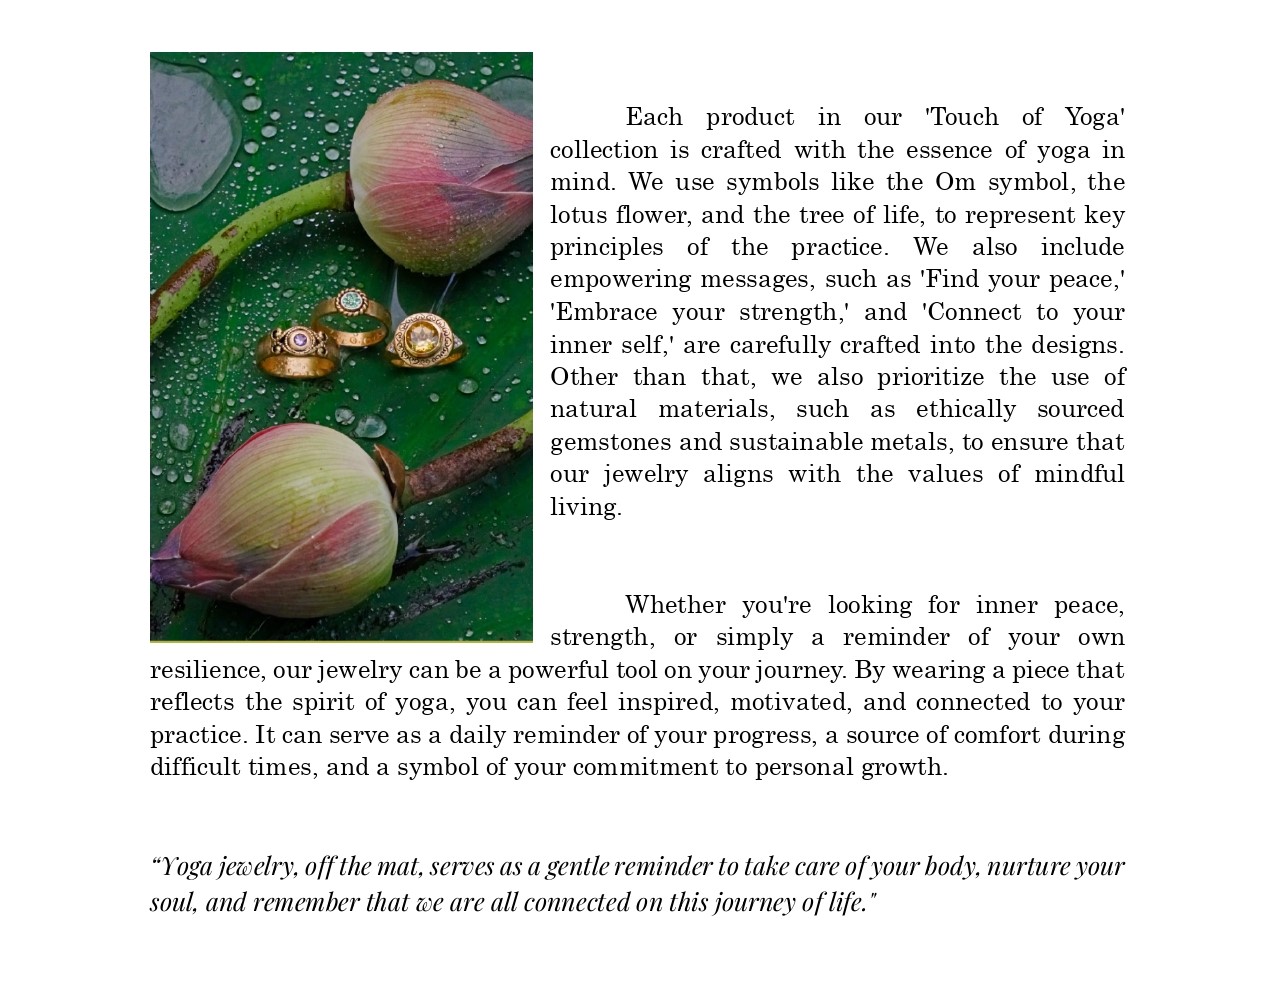 Each product in our 'Touch of Yoga'
collection is crafted with the essence of yoga in
mind. We use symbols like the Om symbol, the
lotus flower, and the tree of life, to represent key
principles of the practice. We also include
empowering messages, such as 'Find your peace,'
'Embrace your strength,' and 'Connect to your
inner self,' are carefully crafted into the designs.
Other than that, we also prioritize the use of
natural materials, such as ethically sourced
gemstones and sustainable metals, to ensure that
our jewelry aligns with the values of mindful
living.
Whether you're looking for inner peace,
strength, or simply a reminder of your own
resilience, our jewelry can be a powerful tool on your journey. By wearing a piece that
reflects the spirit of yoga, you can feel inspired, motivated, and connected to your
practice. It can serve as a daily reminder of your progress, a source of comfort during
difficult times, and a symbol of your commitment to personal growth.
“Yoga jewelry, off the mat, serves as a gentle reminder to take care of your body, nurture your
soul, and remember that we are all connected on this journey of life."